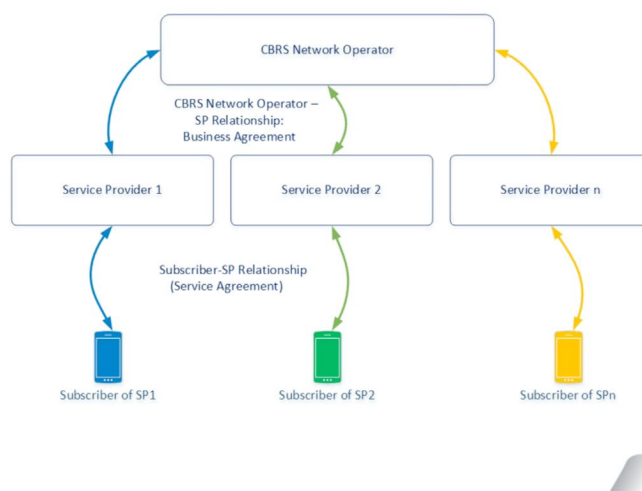 CBRS Network Operator
CBRS Network Operator –
SP Relationship:
Business Agreement
Service Provider 1
Service Provider 2
Service Provider n
Subscriber-SP Relationship
(Service Agreement)
Subscriber of SP1
Subscriber of SP2
Subscriber of SPn